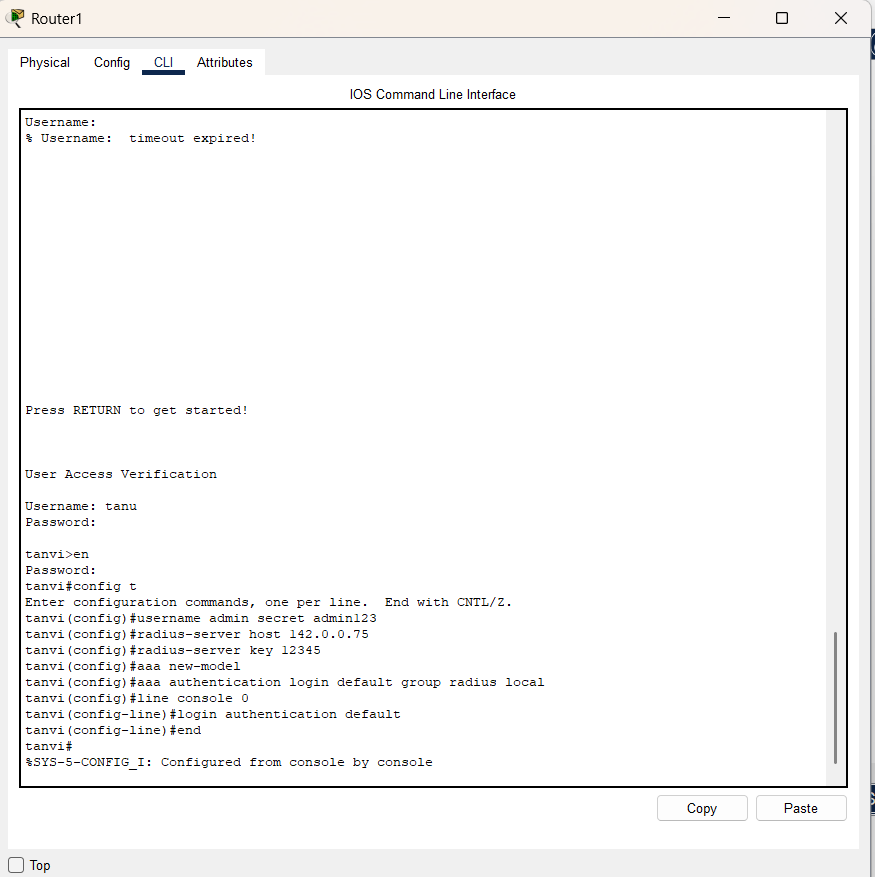 Router1
Physical Config CLI Attributes
IOS Command Line Interface
Username:
% Username:  timeout expired!
Press RETURN to get started!
User Access Verification
Username: tanu
Password:
tanvi>en
Password:
tanvi#config t
Enter configuration commands, one per line.  End with CNTL/Z.
tanvi(config)#username admin secret admin123
tanvi(config)#radius-server host 142.0.0.75
tanvi(config)#radius-server key 12345
tanvi(config)#aaa new-model
tanvi(config)#aaa authentication login default group radius local
tanvi(config)#line console 0
tanvi(config-line)#login authentication default
tanvi(config-line)#end
tanvi#
%SYS-5-CONFIG_I: Configured from console by console
Copy Paste
Top